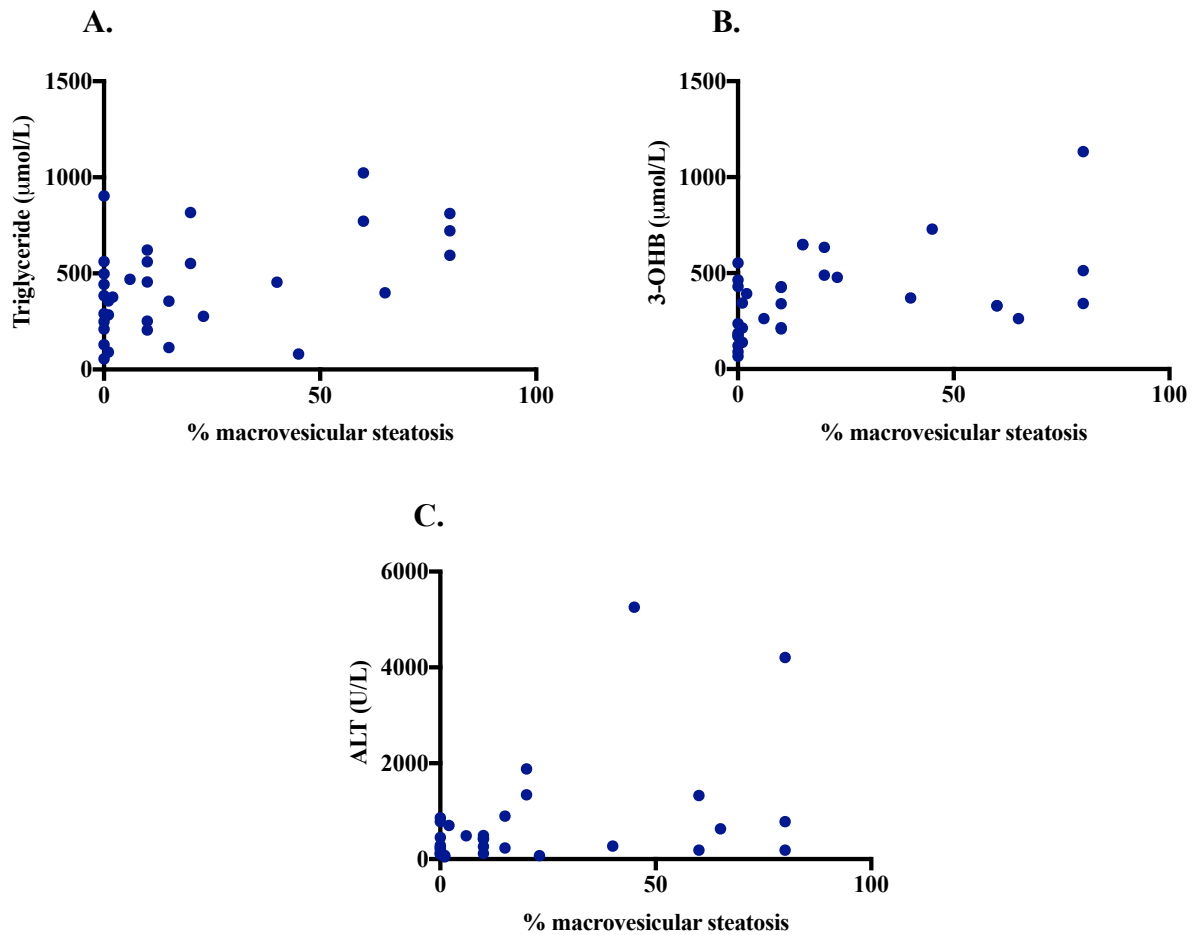 A.
1500
1000
500
0
Triglyceride (μmol/L)
0
50
100
% macrovesicular steatosis
B.
1500
1000
500
0
3-OHB (μmol/L)
0
50
100
% macrovesicular steatosis
C.
6000
4000
2000
0
ALT (U/L)
0
50
100
% macrovesicular steatosis